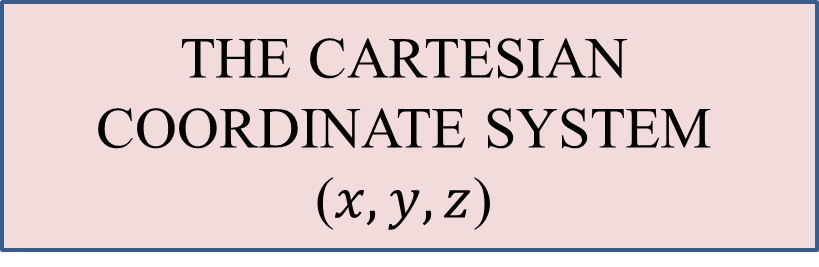 THE CARTESIAN
COORDINATE SYSTEM
(x, y, z)